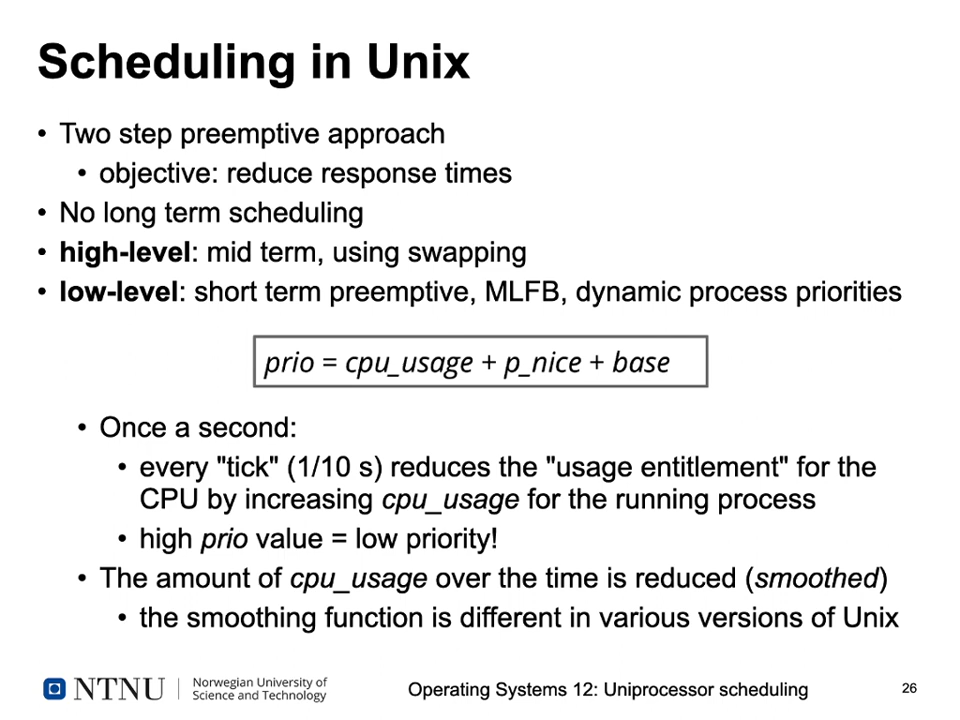 Scheduling in Unix
• Two step preemptive approach
• objective: reduce response times
• No long term scheduling
• high-level: mid term, using swapping
• low-level: short term preemptive, MLFB, dynamic process priorities
prio = cpu_usage + p_nice + base
• Once a second:
• every "tick" (1/10 s) reduces the "usage entitlement" for the
CPU by increasing cpu_usage for the running process
• high prio value = low priority!
• The amount of cpu_usage over the time is reduced (smoothed)
• the smoothing function is different in various versions of Unix
NTNU
Norwegian University of
Science and Technology
Operating Systems 12: Uniprocessor scheduling
26